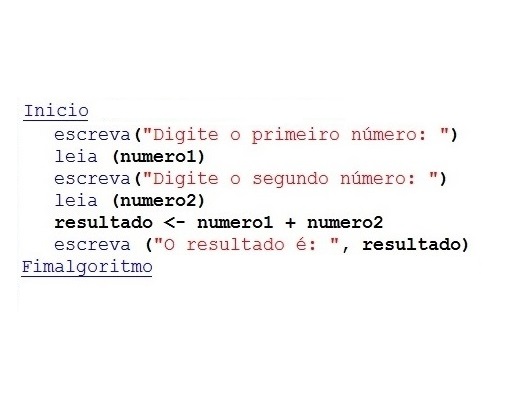 Inicio
escreva("Digite o primeiro número: ")
leia (numero1)
escreva("Digite o segundo número: ")
leia (numero2)
resultado <- numero1 + numero2
escreva ("O resultado é: ", resultado)
Fimalgoritmo